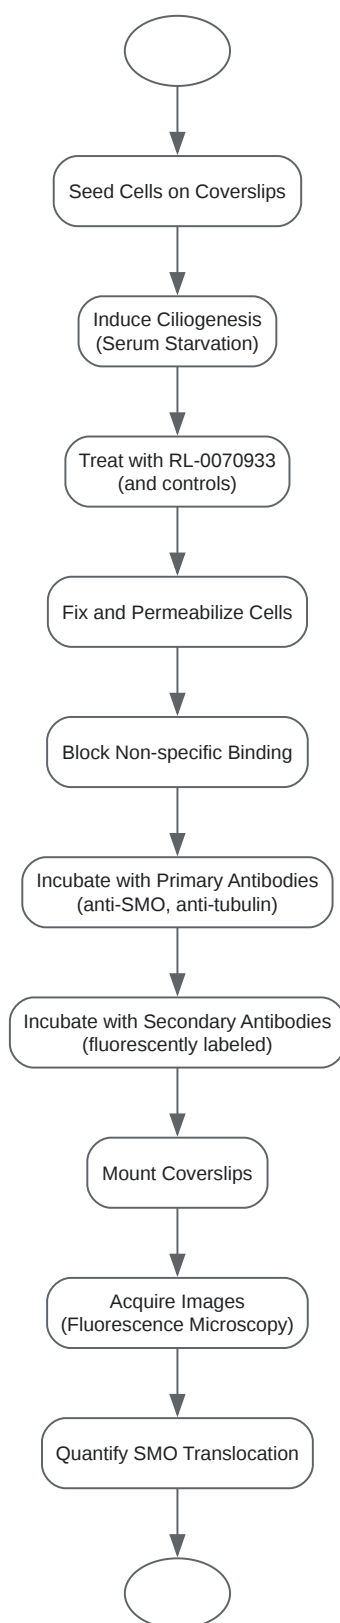 Seed Cells on Coverslips
Induce Ciliogenesis
(Serum Starvation)
Treat with RL-0070933
(and controls)
Fix and Permeabilize Cells
Block Non-specific Binding
Incubate with Primary Antibodies
(anti-SMO, anti-tubulin)
Incubate with Secondary Antibodies
(fluorescently labeled)
Mount Coverslips
Acquire Images
(Fluorescence Microscopy)
Quantify SMO Translocation